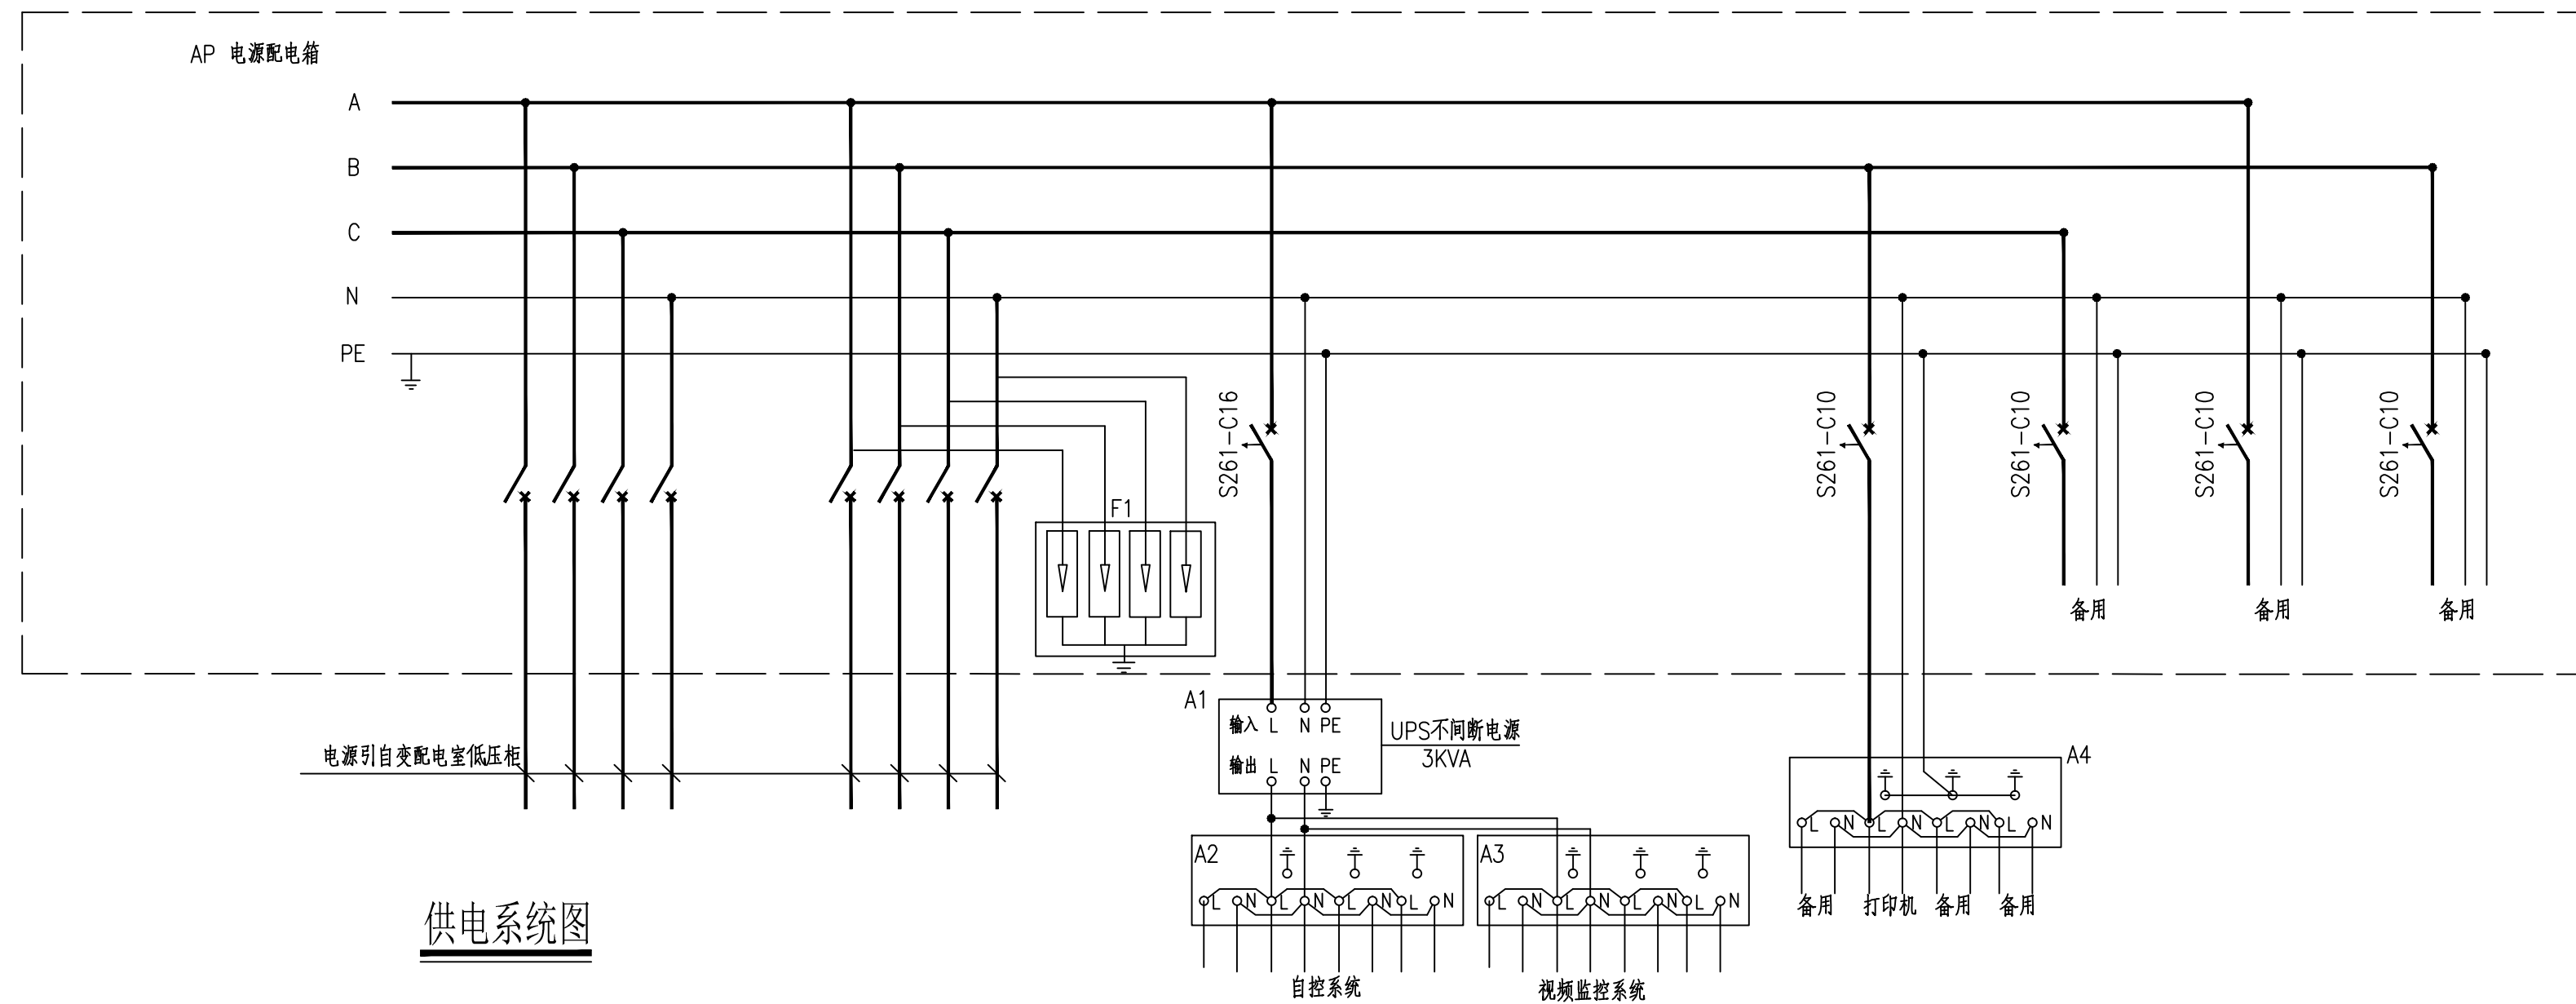 AP 电源配电箱
A
B
C
N
PE
S261-C16
S261-C10
S261-C10
S261-C10
S261-C10
F1
备用
备用
备用
A1
输入 L N PE
输出 L N PE
UPS不间断电源
3KVA
电源引自变配电室低压柜
A4
L N L N L N L N
备用 打印机 备用 备用
A2
L N L N L N L N
自控系统
A3
L N L N L N L N
视频监控系统
供电系统图